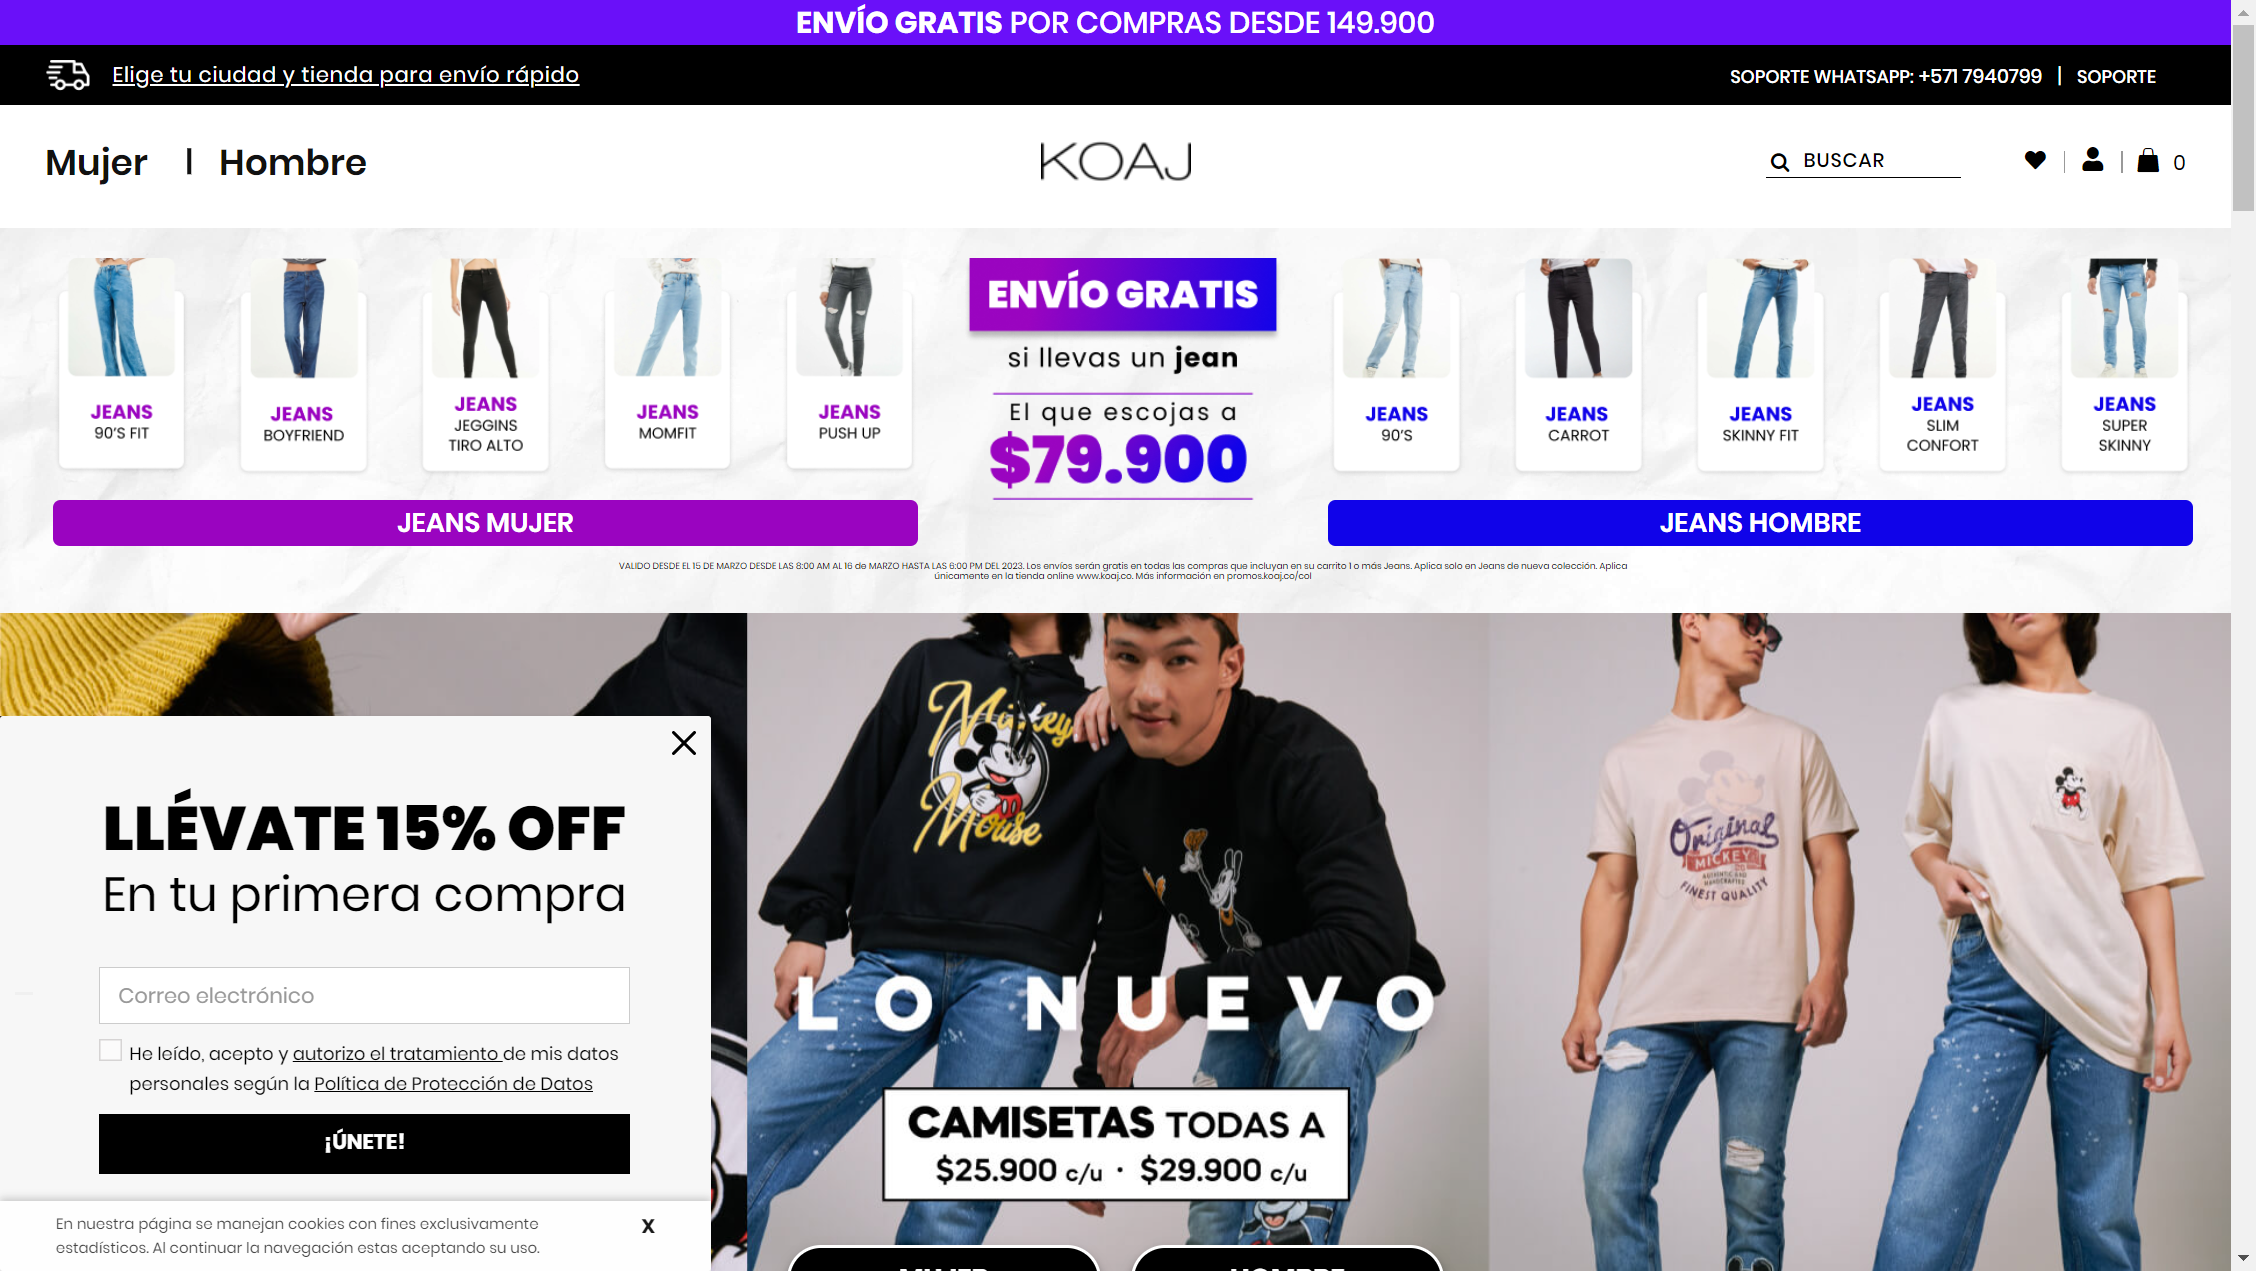 ENVÍO GRATIS POR COMPRAS DESDE 149.900
Elige tu ciudad y tienda para envío rápido
SOPORTE WHATSAPP: +571 7940799 | SOPORTE
Mujer | Hombre
KOAJ
BUSCAR
0
JEANS
90'S FIT
JEANS
BOYFRIEND
JEANS
JEGGINS
TIRO ALTO
JEANS
MOMFIT
JEANS
PUSH UP
JEANS MUJER
ENVÍO GRATIS
si llevas un jean
El que escojas a
$79.900
JEANS
90'S
JEANS
CARROT
JEANS
SKINNY FIT
JEANS
SLIM
CONFORT
JEANS
SUPER
SKINNY
JEANS HOMBRE
VALIDO DESDE EL 15 DE MARZO DESDE LAS 8:00 AM AL 16 de MARZO HASTA LAS 6:00 PM DEL 2023. Los envíos serán gratis en todas las compras que incluyan en su carrito 1 o más Jeans. Aplica solo en Jeans de nueva colección. Aplica
únicamente en la tienda online www.koaj.co. Más información en promos.koaj.co/col
Mickey
Mouse
Original
MICKEY
AUTHENTIC AND
HANDCRAFTED
FINEST QUALITY
LO NUEVO
CAMISETAS TODAS A
$25.900 c/u · $29.900 c/u
MUJER
HOMBRE
X
LLÉVATE 15% OFF
En tu primera compra
Correo electrónico
He leído, acepto y autorizo el tratamiento de mis datos
personales según la Política de Protección de Datos
¡ÚNETE!
En nuestra página se manejan cookies con fines exclusivamente
estadísticos. Al continuar la navegación estas aceptando su uso.
X